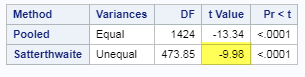 Method Variances DF t Value Pr < t
Pooled Equal 1424 -13.34 <.0001
Satterthwaite Unequal 473.85 -9.98 <.0001